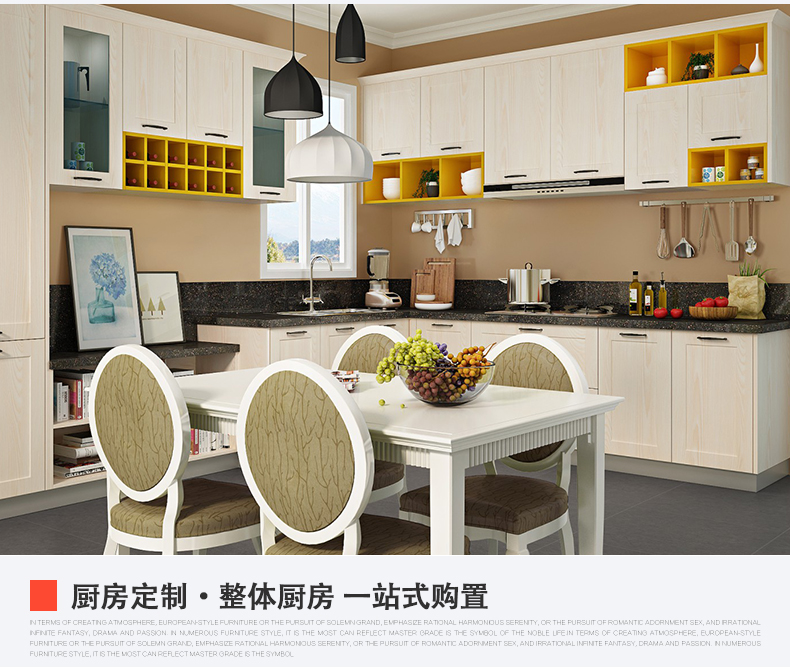 厨房定制·整体厨房 一站式购置
IN TERMS OF CREATING ATMOSPHERE, EUROPEAN-STYLE FURNITURE OR THE PURSUIT OF SOLEMN GRAND, EMPHASIZE RATIONAL HARMONIOUS SERENITY, OR THE PURSUIT OF ROMANTIC ADORNMENT SEX, AND IRRATIONAL
INFINITE FANTASY, DRAMA AND PASSION. IN NUMEROUS FURNITURE STYLE, IT IS THE MOST CAN REFLECT MASTER GRADE IS THE SYMBOL OF THE NOBLE LIFE.IN TERMS OF CREATING ATMOSPHERE, EUROPEAN-STYLE
FURNITURE OR THE PURSUIT OF SOLEMN GRAND, EMPHASIZE RATIONAL HARMONIOUS SERENITY, OR THE PURSUIT OF ROMANTIC ADORNMENT SEX, AND IRRATIONAL INFINITE FANTASY, DRAMA AND PASSION. IN NUMEROUS
FURNITURE STYLE, IT IS THE MOST CAN REFLECT MASTER GRADE IS THE SYMBOL